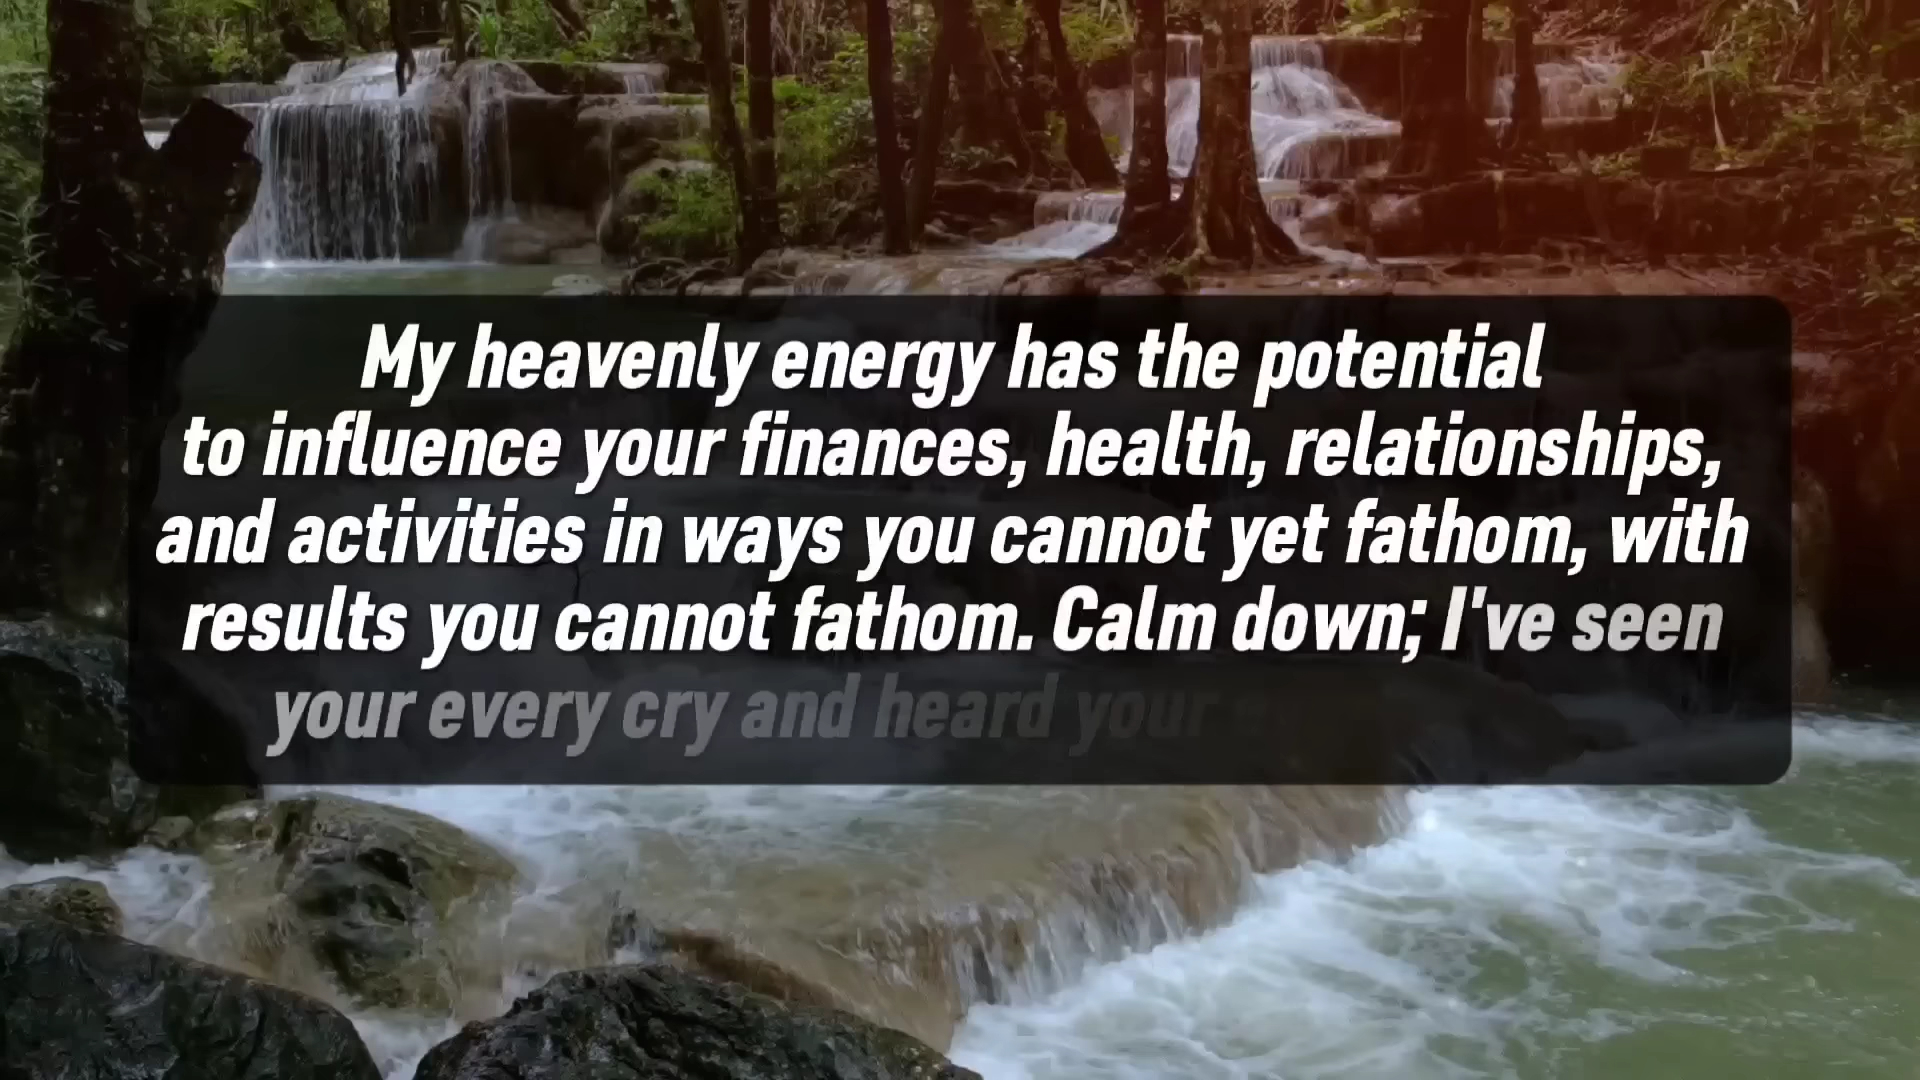 My heavenly energy has the potential
to influence your finances, health, relationships,
and activities in ways you cannot yet fathom, with
results you cannot fathom. Calm down; I've seen
your every cry and heard your